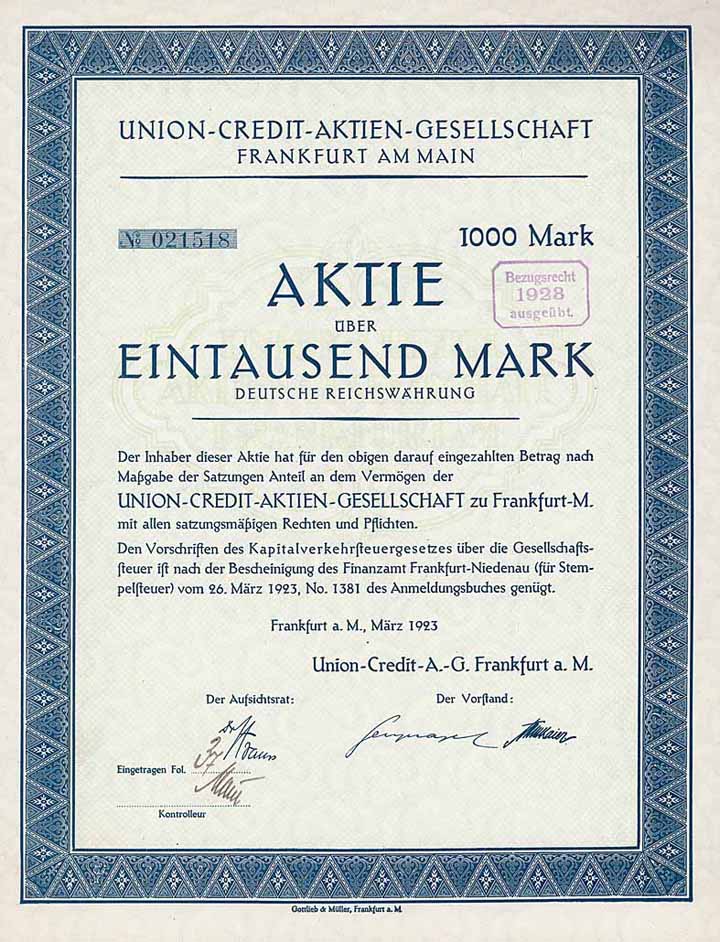 UNION-CREDIT-AKTIEN-GESELLSCHAFT
FRANKFURT AM MAIN
№ 021518
1000 Mark
AKTIE
Bezugsrecht
1928
ausgeübt.
ÜBER
EINTAUSEND MARK
DEUTSCHE REICHSWÄHRUNG
Der Inhaber dieser Aktie hat für den obigen darauf eingezahlten Betrag nach
Maßgabe der Satzungen Anteil an dem Vermögen der
UNION-CREDIT-AKTIEN-GESELLSCHAFT zu Frankfurt-M.
mit allen satzungsmäßigen Rechten und Pflichten.
Den Vorschriften des Kapitalverkehrsteuergesetzes über die Gesellschafts-
steuer ist nach der Bescheinigung des Finanzamt Frankfurt-Niedenau (für Stem-
pelsteuer) vom 26. März 1923, No. 1381 des Anmeldungsbuches genügt.
Frankfurt a. M., März 1923
Union-Credit-A.-G. Frankfurt a. M.
Der Aufsichtsrat:
Der Vorstand:
Eingetragen Fol.
Kontrolleur
Gottlieb & Müller, Frankfurt a. M.